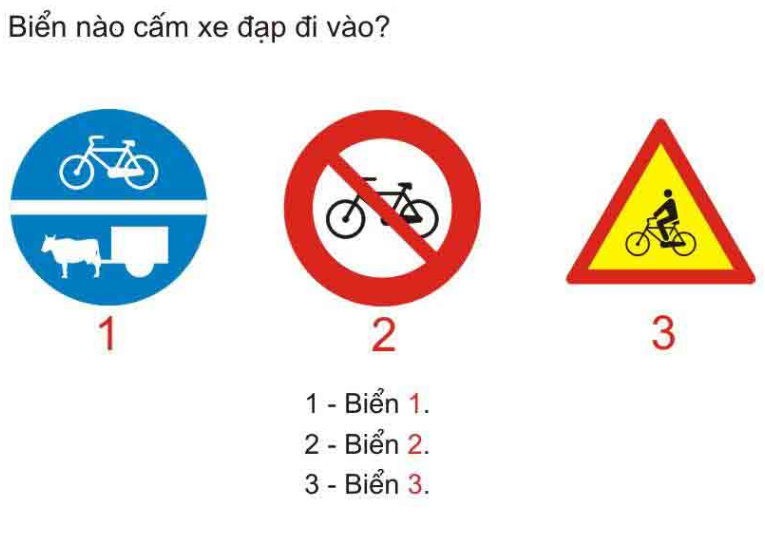 Biển nào cấm xe đạp đi vào?
1
2
3
1 - Biển 1.
2 - Biển 2.
3 - Biển 3.